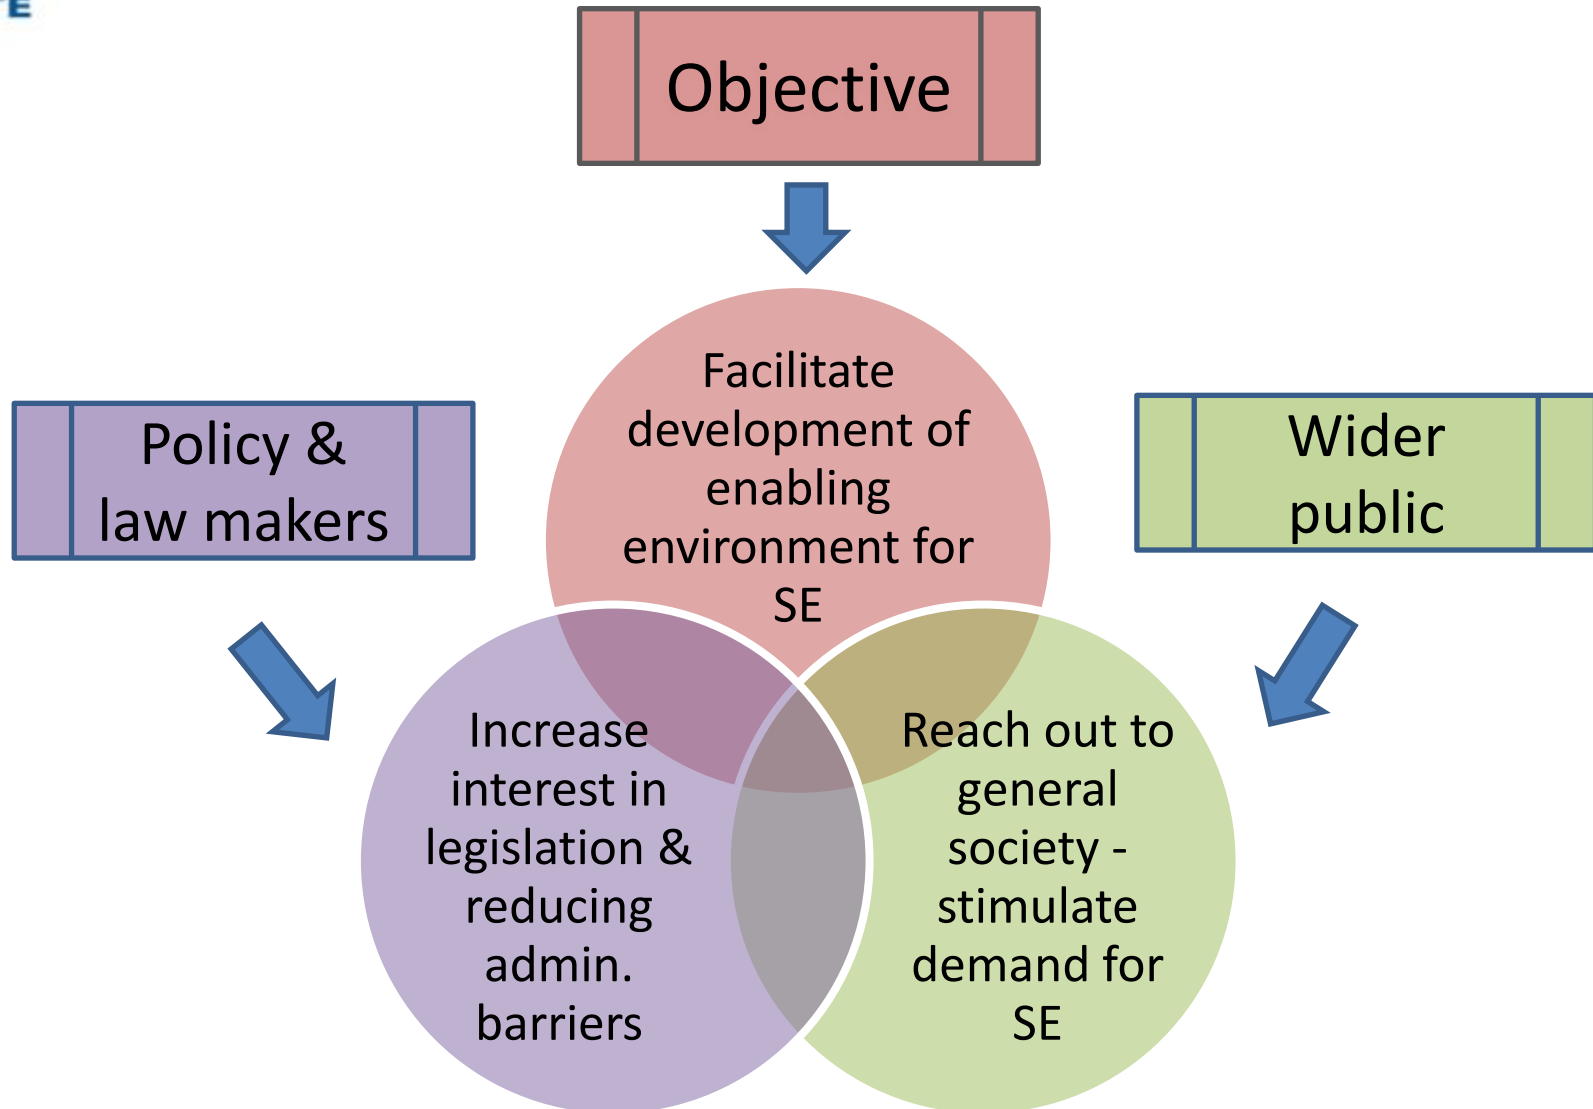 Objective
Facilitate
development of
enabling
environment for
SE
Policy &
law makers
Wider
public
Increase
interest in
legislation &
reducing
admin.
barriers
Reach out to
general
society -
stimulate
demand for
SE